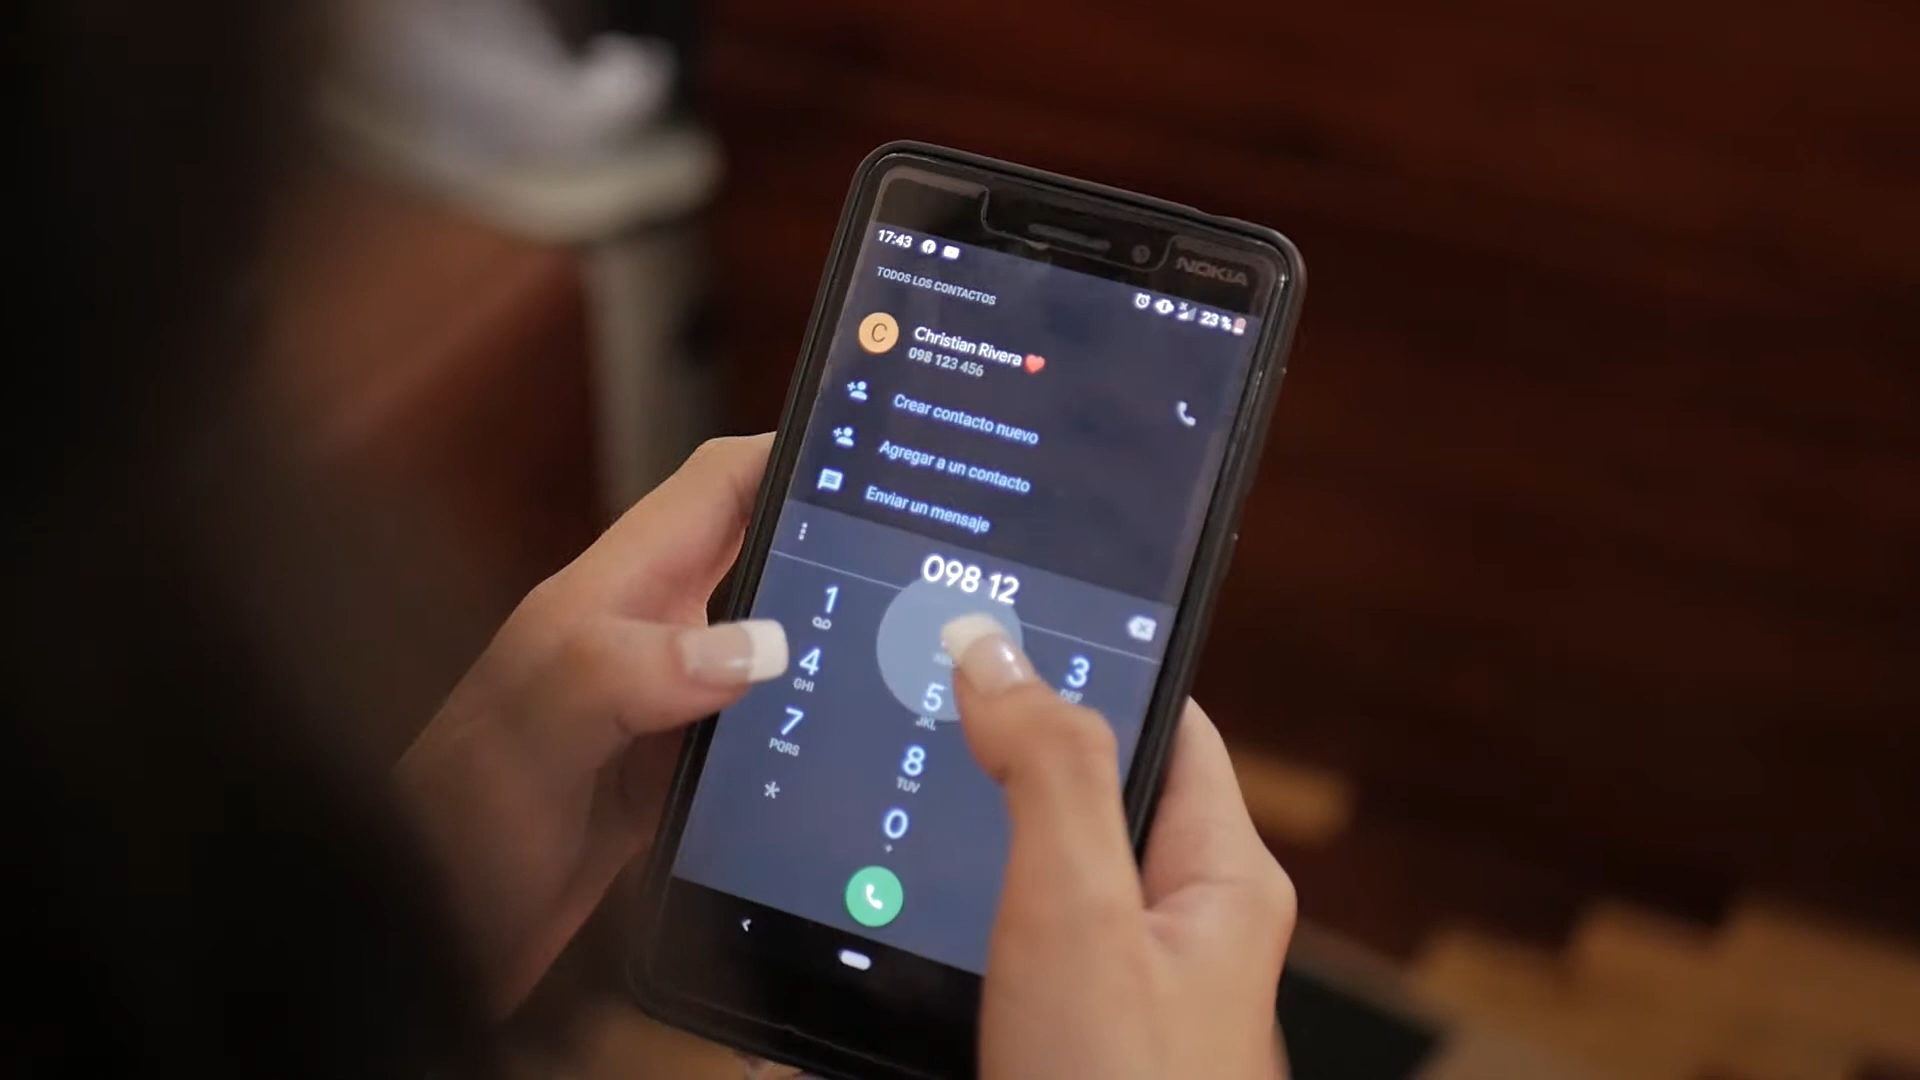 NOKIA
17:43
23 %
TODOS LOS CONTACTOS
C
Christian Rivera ❤️
098 123 456
Crear contacto nuevo
Agregar a un contacto
Enviar un mensaje
098 12
1
3
DEF
4
GHI
5
JKL
7
PQRS
8
TUV
*
0
+